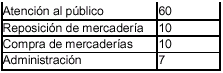 Atención al público 60
Reposición de mercadería 10
Compra de mercaderías 10
Administración 7